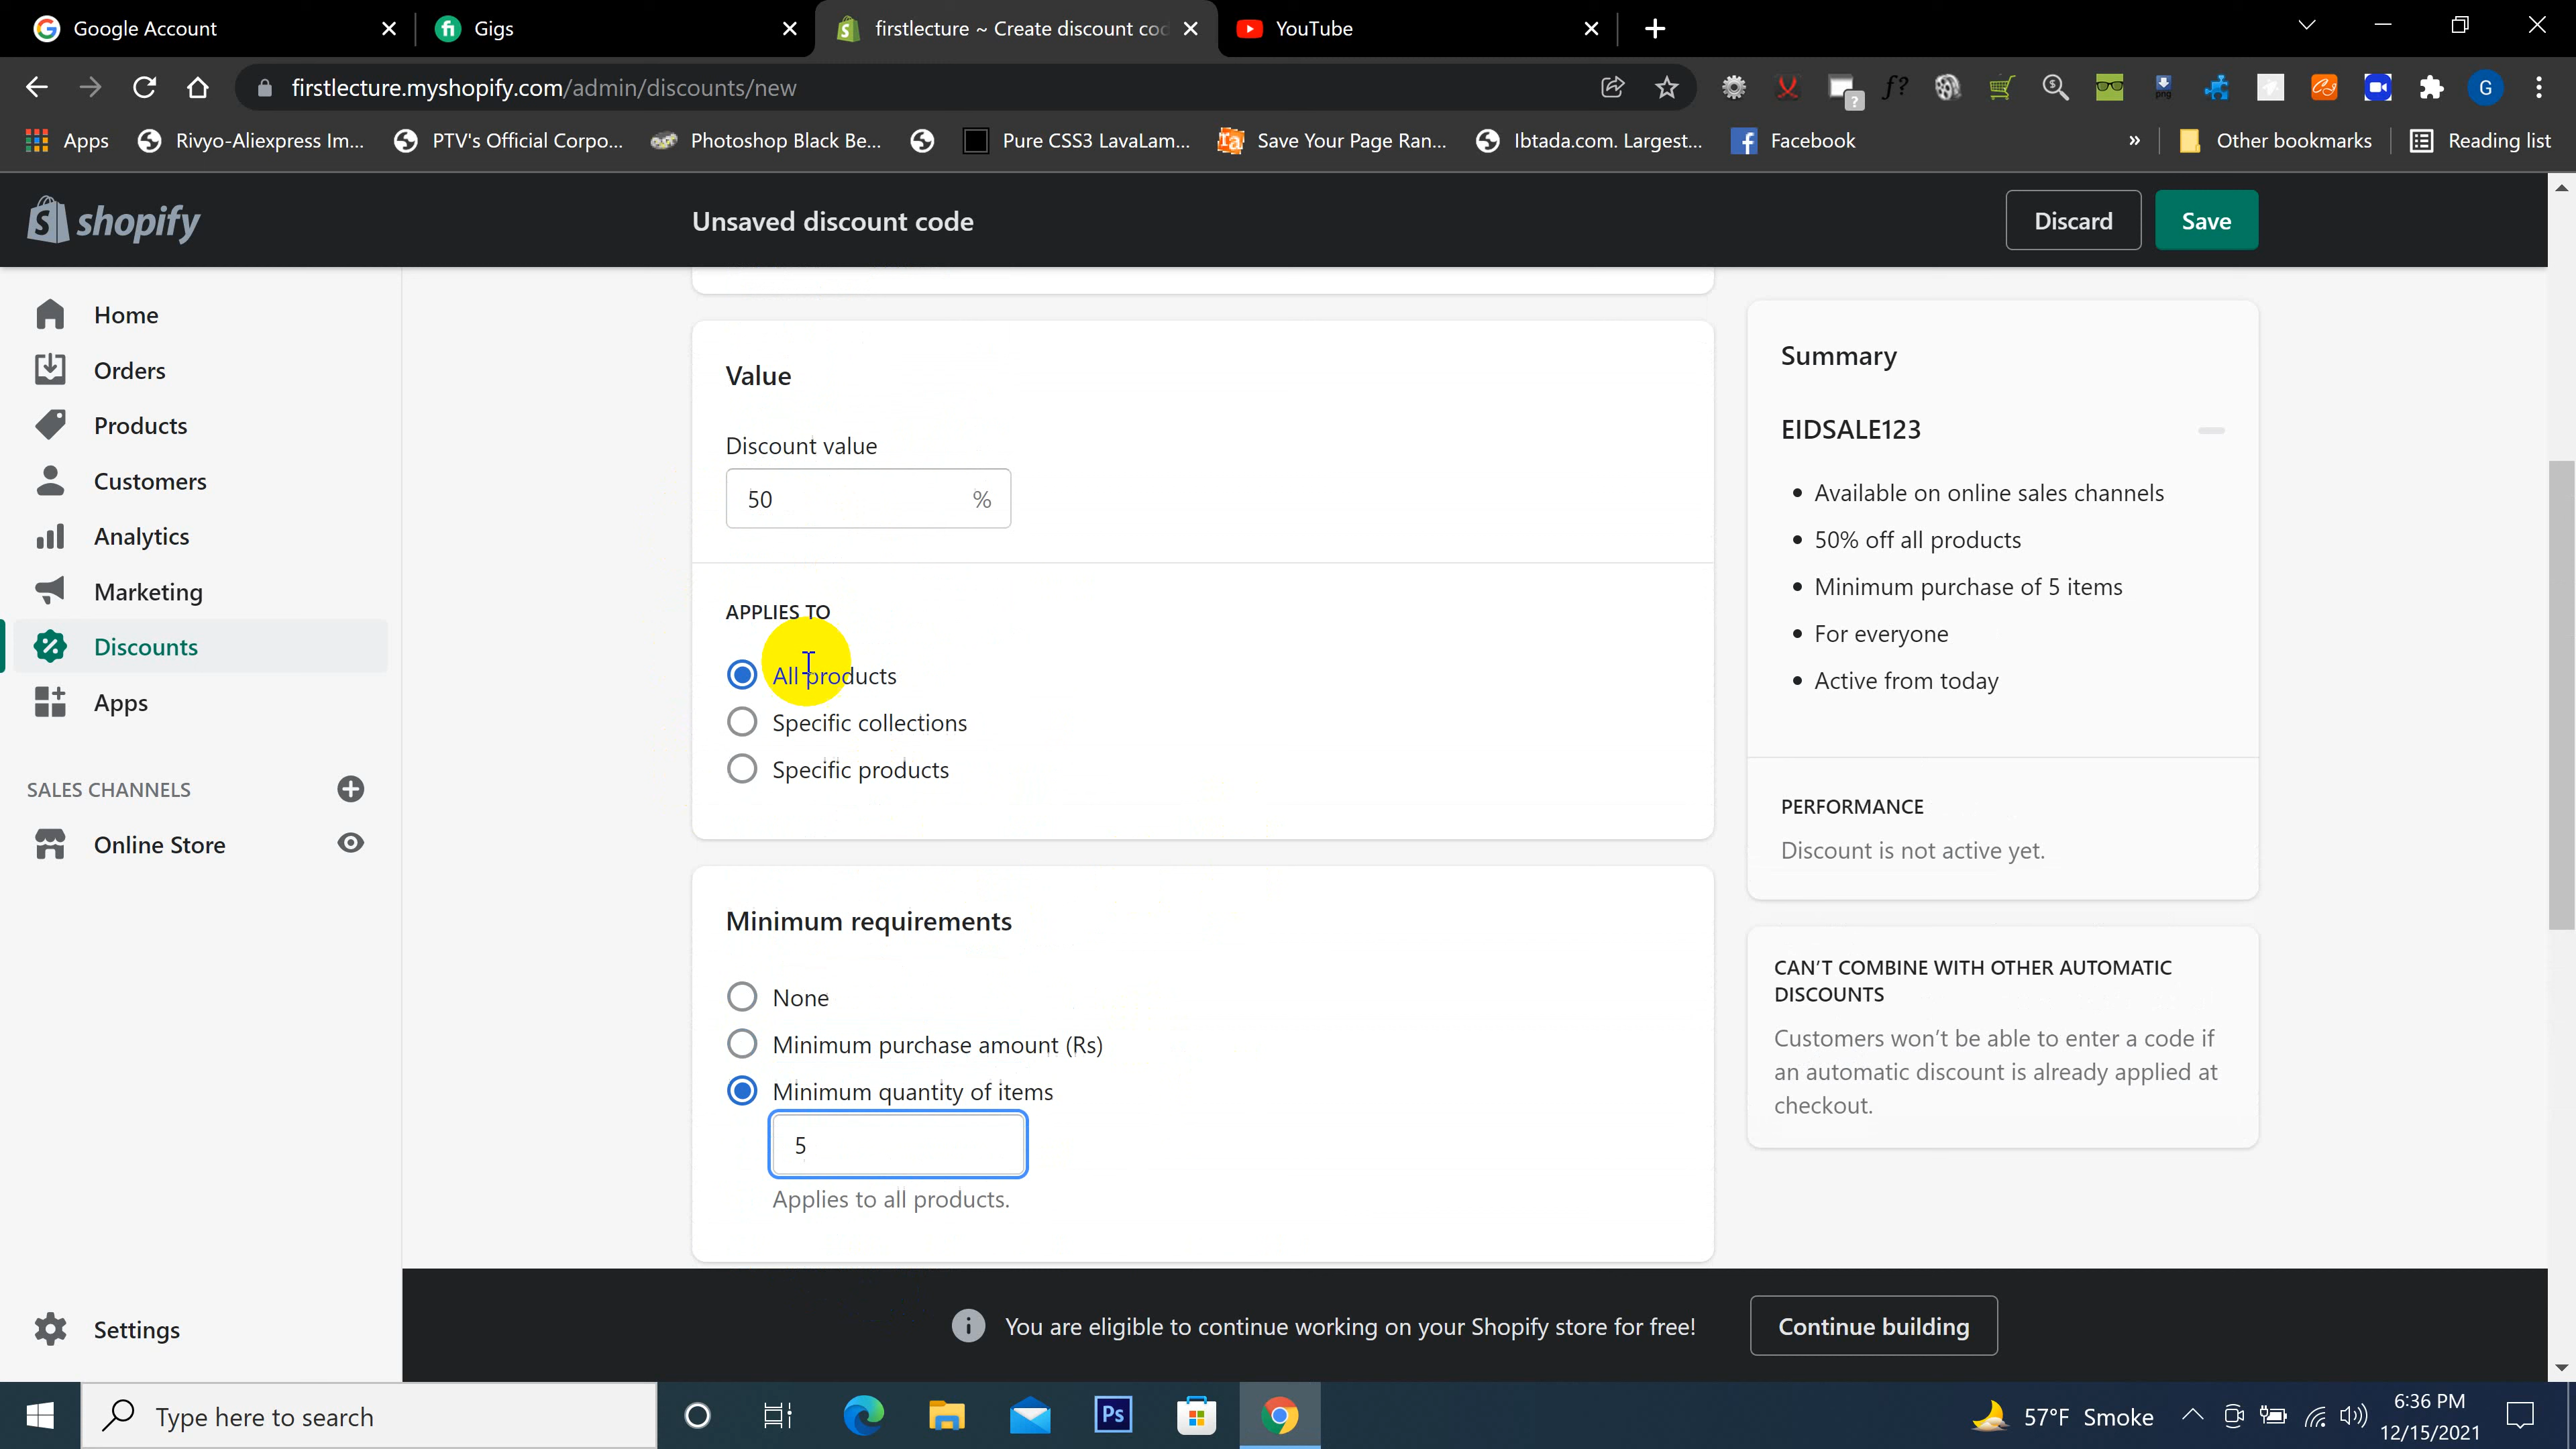 Google Account
Gigs
firstlecture ~ Create discount coc
YouTube
firstlecture.myshopify.com/admin/discounts/new
f?
?
png
G
Apps
Rivyo-Aliexpress Im...
PTV's Official Corpo...
Photoshop Black Be...
Pure CSS3 LavaLam...
ra
Save Your Page Ran...
Ibtada.com. Largest...
Facebook
»
Other bookmarks
Reading list
shopify
Unsaved discount code
Discard
Save
Home
Orders
Products
Customers
Analytics
Marketing
Discounts
Apps
SALES CHANNELS
Online Store
Settings
Value
Discount value
50 %
APPLIES TO
All products
Specific collections
Specific products
Minimum requirements
None
Minimum purchase amount (Rs)
Minimum quantity of items
5
Applies to all products.
Summary
EIDSALE123
• Available on online sales channels
• 50% off all products
• Minimum purchase of 5 items
• For everyone
• Active from today
PERFORMANCE
Discount is not active yet.
CAN'T COMBINE WITH OTHER AUTOMATIC
DISCOUNTS
Customers won't be able to enter a code if
an automatic discount is already applied at
checkout.
You are eligible to continue working on your Shopify store for free!
Continue building
Type here to search
Ps
57°F Smoke
6:36 PM
12/15/2021